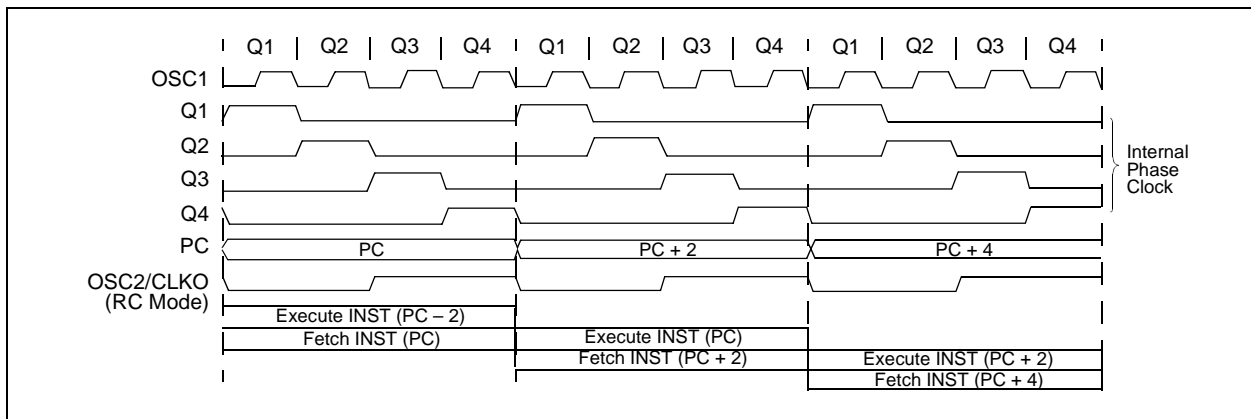 Q1 Q2 Q3 Q4 Q1 Q2 Q3 Q4 Q1 Q2 Q3 Q4
OSC1
Q1
Q2
Q3
Q4
Internal
Phase
Clock
PC PC PC + 2 PC + 4
OSC2/CLKO
(RC Mode)
Execute INST (PC – 2)
Fetch INST (PC) Execute INST (PC)
Fetch INST (PC + 2) Execute INST (PC + 2)
Fetch INST (PC + 4)